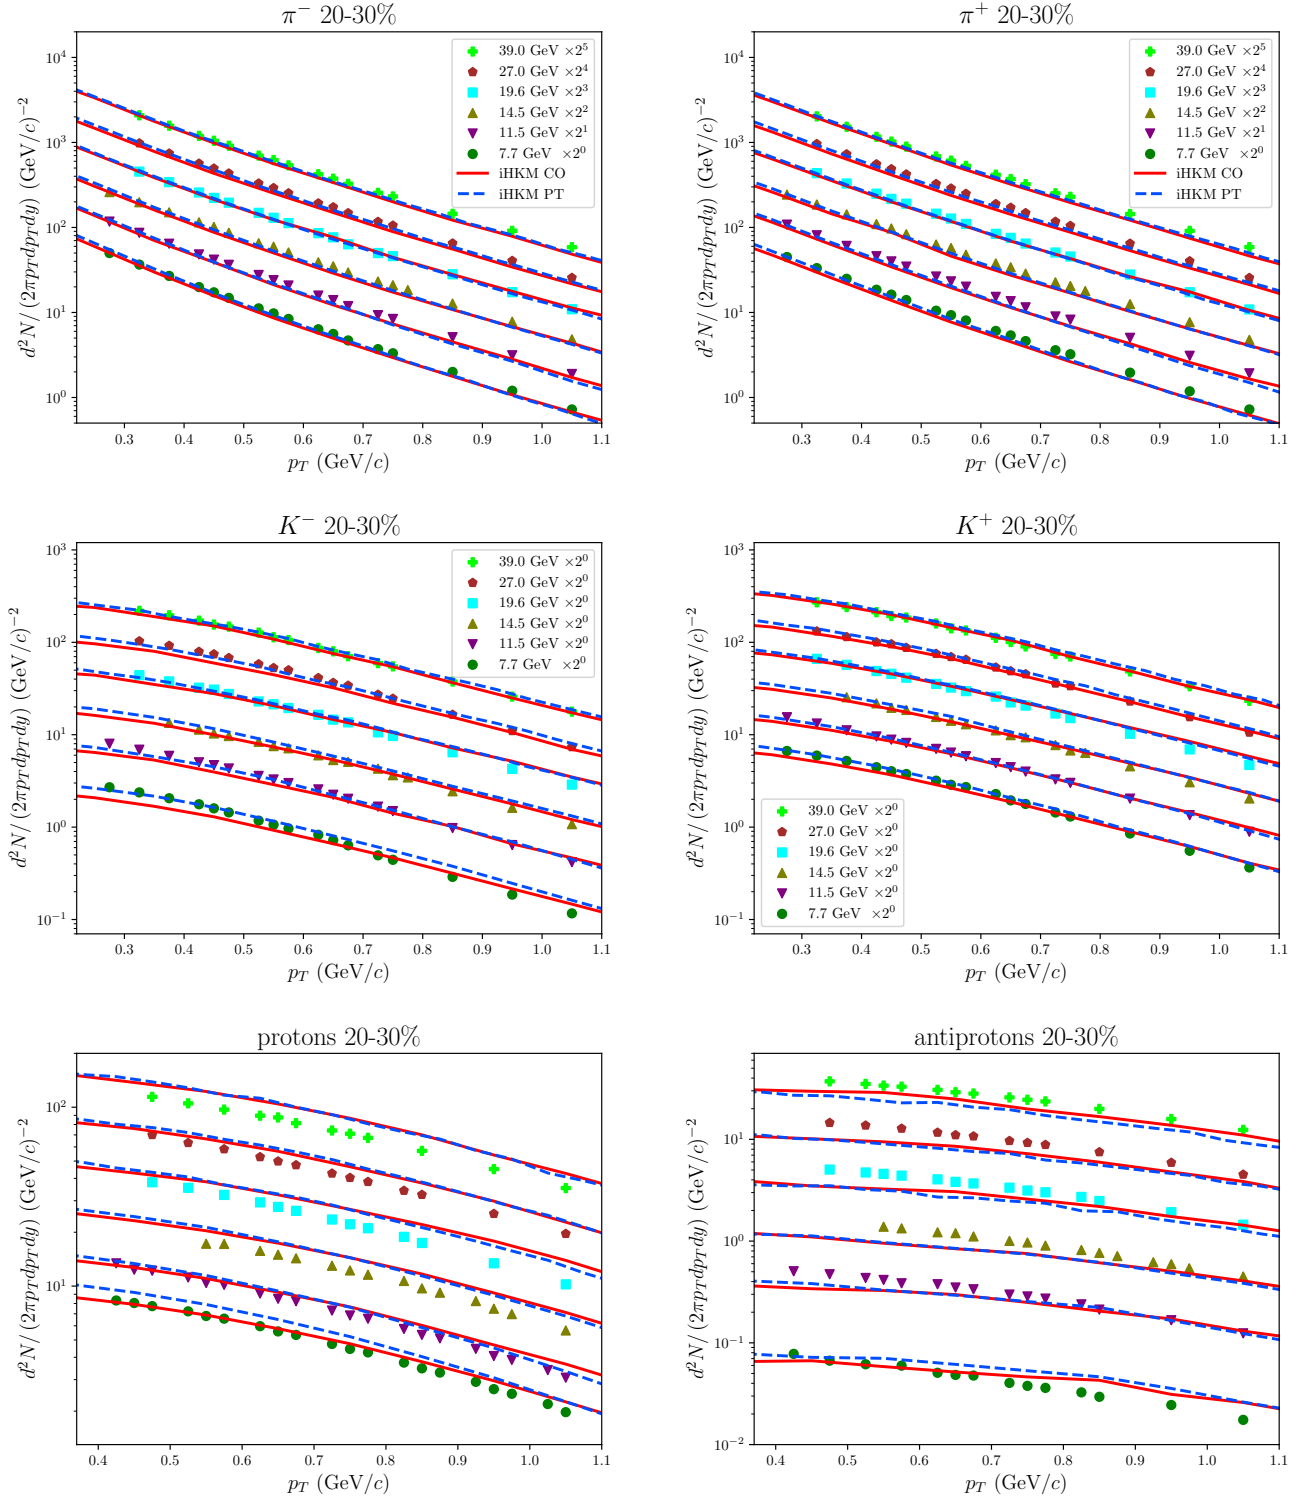 π⁻ 20-30%
d²N/(2πp_T dp_T dy) (GeV/c)⁻²
10⁴
10³
10²
10¹
10⁰
39.0 GeV ×2⁵
27.0 GeV ×2⁴
19.6 GeV ×2³
14.5 GeV ×2²
11.5 GeV ×2¹
7.7 GeV ×2⁰
iHKM CO
iHKM PT
0.3 0.4 0.5 0.6 0.7 0.8 0.9 1.0 1.1
p_T (GeV/c)
π⁺ 20-30%
d²N/(2πp_T dp_T dy) (GeV/c)⁻²
10⁴
10³
10²
10¹
10⁰
39.0 GeV ×2⁵
27.0 GeV ×2⁴
19.6 GeV ×2³
14.5 GeV ×2²
11.5 GeV ×2¹
7.7 GeV ×2⁰
iHKM CO
iHKM PT
0.3 0.4 0.5 0.6 0.7 0.8 0.9 1.0 1.1
p_T (GeV/c)
K⁻ 20-30%
d²N/(2πp_T dp_T dy) (GeV/c)⁻²
10³
10²
10¹
10⁰
10⁻¹
39.0 GeV ×2⁰
27.0 GeV ×2⁰
19.6 GeV ×2⁰
14.5 GeV ×2⁰
11.5 GeV ×2⁰
7.7 GeV ×2⁰
0.3 0.4 0.5 0.6 0.7 0.8 0.9 1.0 1.1
p_T (GeV/c)
K⁺ 20-30%
d²N/(2πp_T dp_T dy) (GeV/c)⁻²
10³
10²
10¹
10⁰
10⁻¹
39.0 GeV ×2⁰
27.0 GeV ×2⁰
19.6 GeV ×2⁰
14.5 GeV ×2⁰
11.5 GeV ×2⁰
7.7 GeV ×2⁰
0.3 0.4 0.5 0.6 0.7 0.8 0.9 1.0 1.1
p_T (GeV/c)
protons 20-30%
d²N/(2πp_T dp_T dy) (GeV/c)⁻²
10²
10¹
0.4 0.5 0.6 0.7 0.8 0.9 1.0 1.1
p_T (GeV/c)
antiprotons 20-30%
d²N/(2πp_T dp_T dy) (GeV/c)⁻²
10¹
10⁰
10⁻¹
10⁻²
0.4 0.5 0.6 0.7 0.8 0.9 1.0 1.1
p_T (GeV/c)